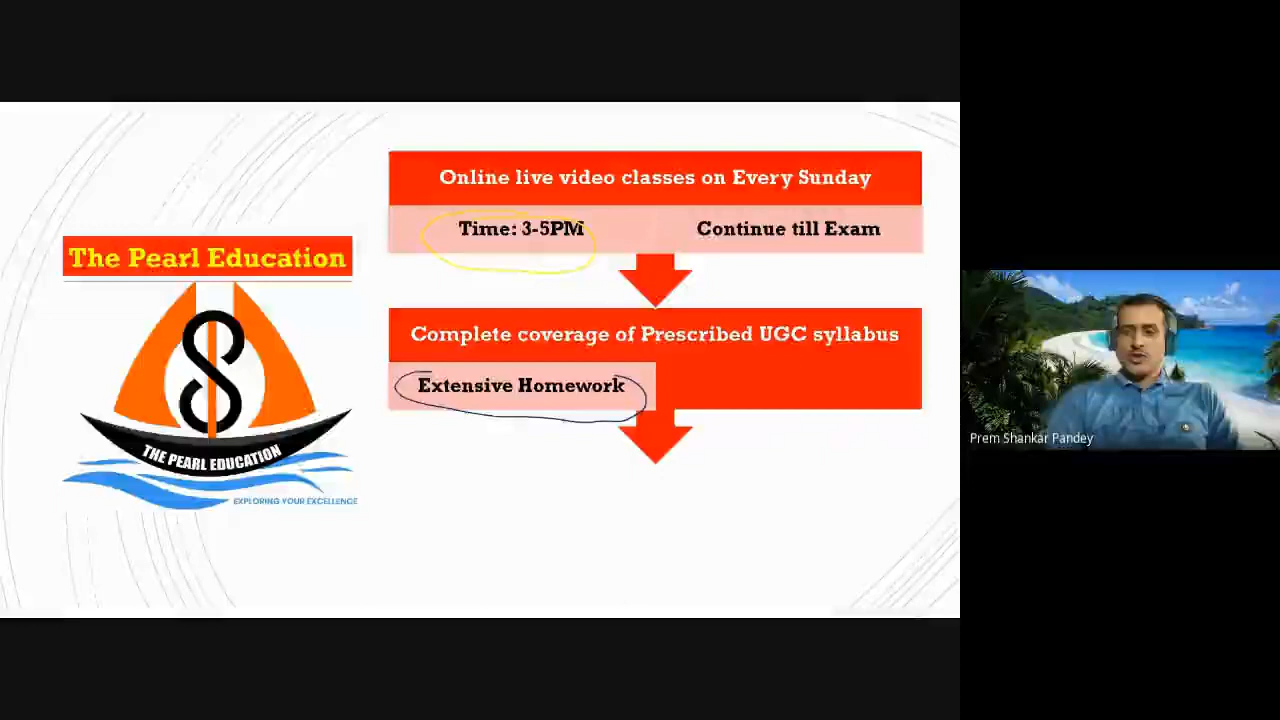 Online live video classes on Every Sunday
Time: 3-5PM
Continue till Exam
The Pearl Education
Complete coverage of Prescribed UGC syllabus
Extensive Homework
THE PEARL EDUCATION
EXPLORING YOUR EXCELLENCE
Prem Shankar Pandey